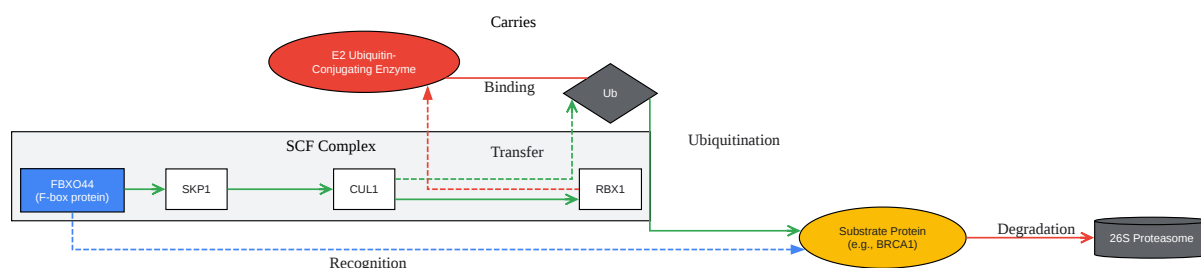 Carries
E2 Ubiquitin-
Conjugating Enzyme
Binding
Ub
Ubiquitination
SCF Complex
Transfer
FBXO44
(F-box protein)
SKP1
CUL1
RBX1
Substrate Protein
(e.g., BRCA1)
Degradation
26S Proteasome
Recognition